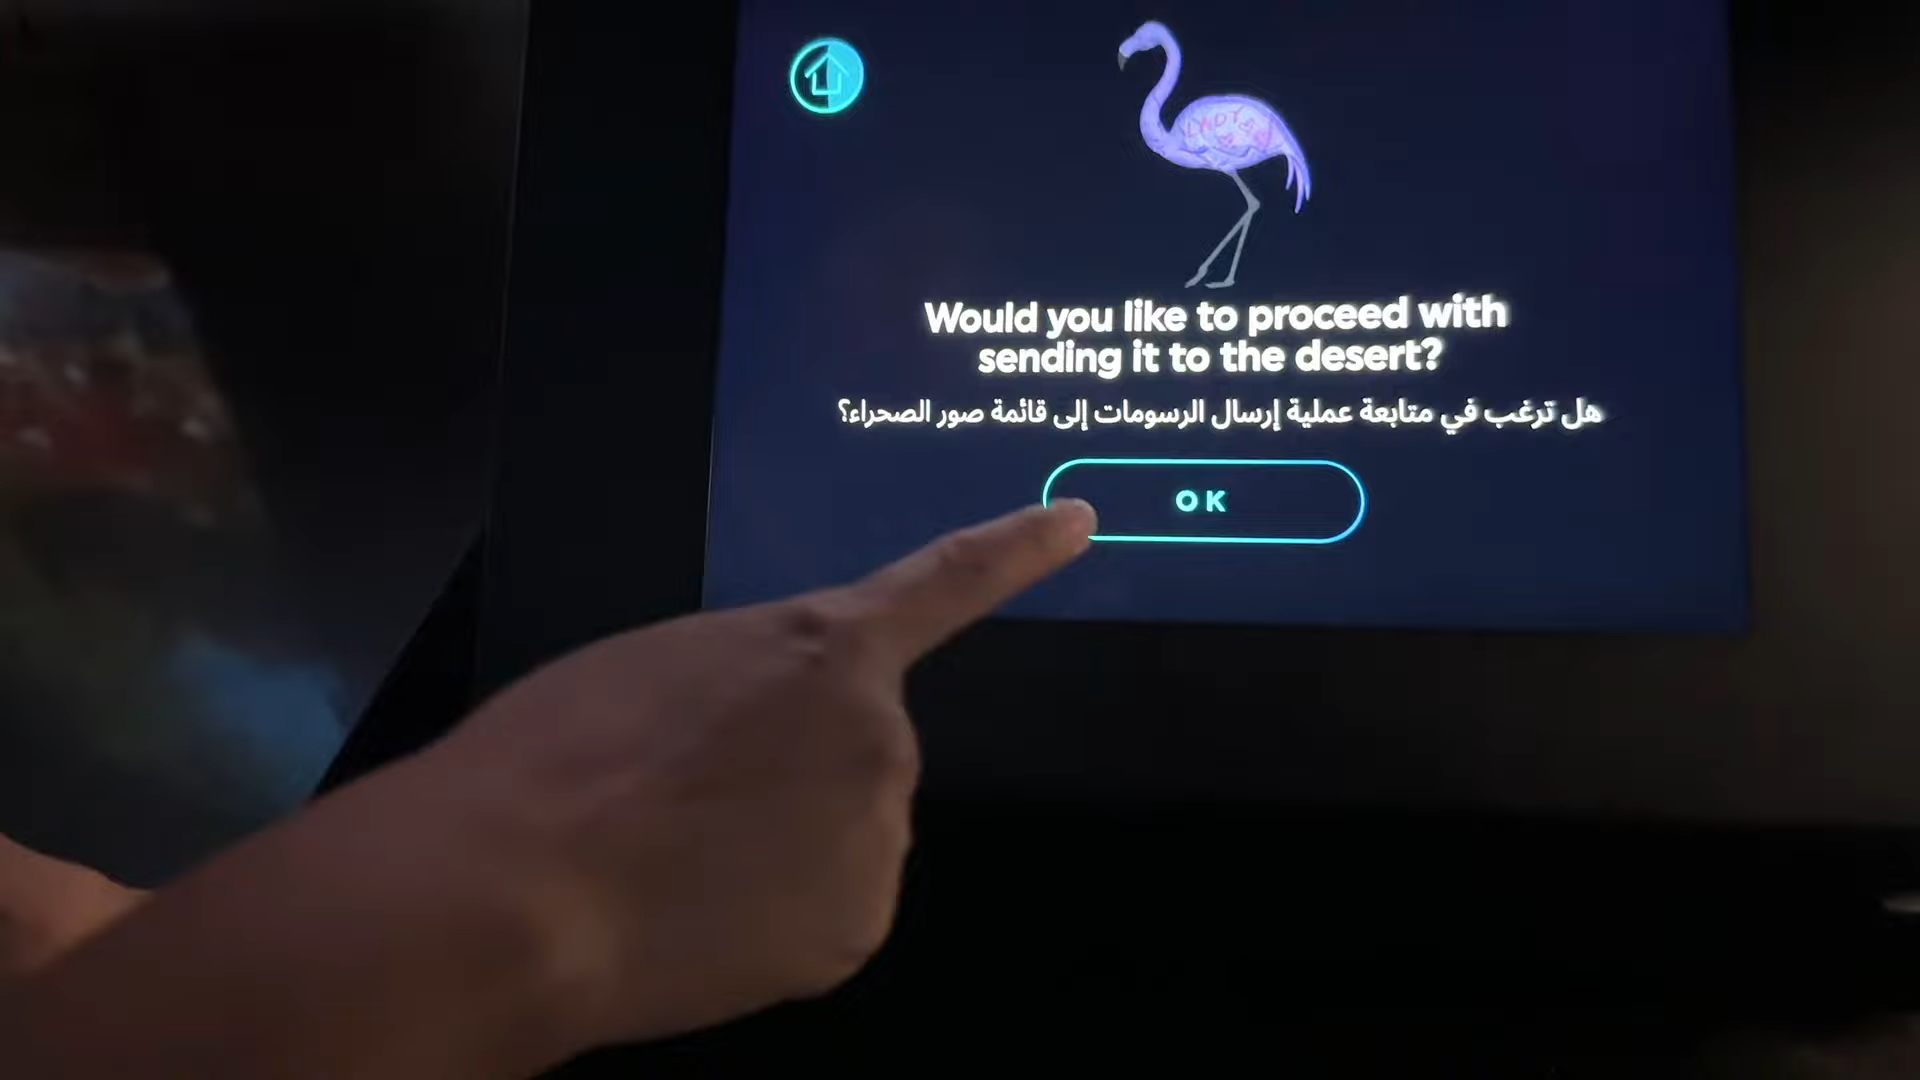 LADY
Would you like to proceed with
sending it to the desert?
هل ترغب في متابعة عملية إرسال الرسومات إلى قائمة صور الصحراء؟
OK